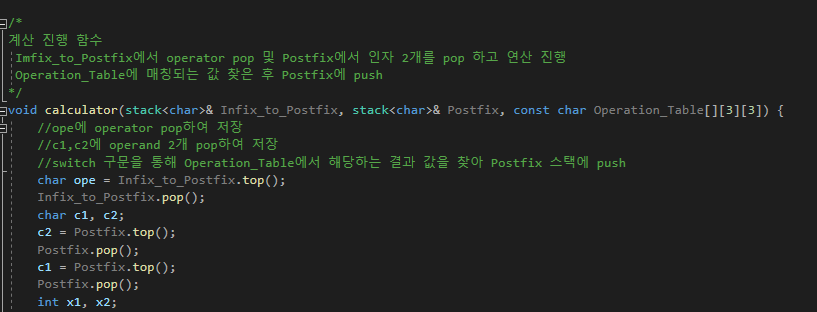 /*
계산 진행 함수
Imfix_to_Postfix에서 operator pop 및 Postfix에서 인자 2개를 pop 하고 연산 진행
Operation_Table에 매칭되는 값 찾은 후 Postfix에 push
*/
void calculator(stack<char>& Infix_to_Postfix, stack<char>& Postfix, const char Operation_Table[][3][3]) {
//ope에 operator pop하여 저장
//c1,c2에 operand 2개 pop하여 저장
//switch 구문을 통해 Operation_Table에서 해당하는 결과 값을 찾아 Postfix 스택에 push
char ope = Infix_to_Postfix.top();
Infix_to_Postfix.pop();
char c1, c2;
c2 = Postfix.top();
Postfix.pop();
c1 = Postfix.top();
Postfix.pop();
int x1, x2;